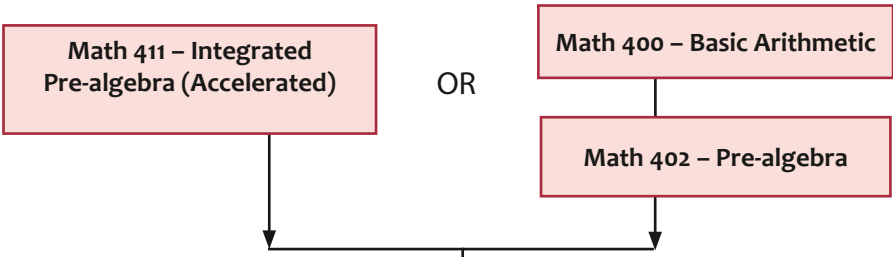 Math 411 – Integrated
Pre-algebra (Accelerated)
OR
Math 400 – Basic Arithmetic
Math 402 – Pre-algebra